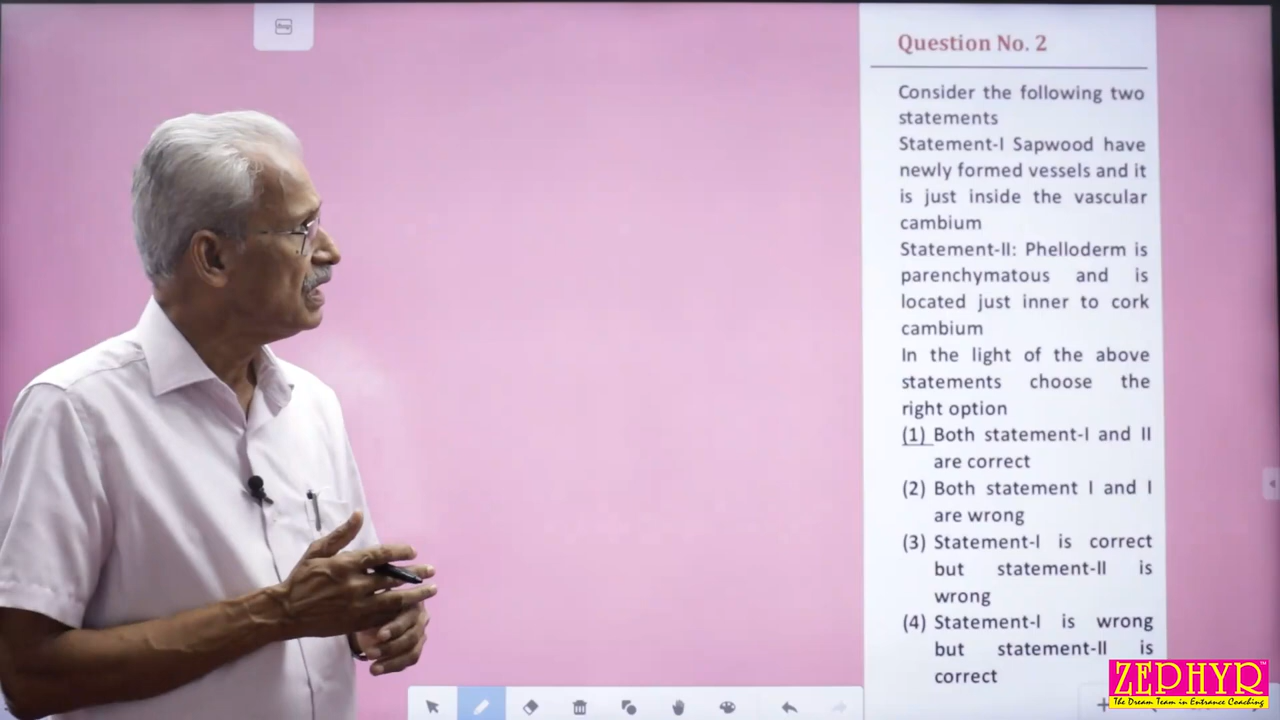 Question No. 2
Consider the following two
statements
Statement-I Sapwood have
newly formed vessels and it
is just inside the vascular
cambium
Statement-II: Phelloderm is
parenchymatous and is
located just inner to cork
cambium
In the light of the above
statements choose the
right option
(1) Both statement-I and II
are correct
(2) Both statement I and I
are wrong
(3) Statement-I is correct
but statement-II is
wrong
(4) Statement-I is wrong
but statement-II is
correct
ZEPHYR™
The Dream Team in Entrance Coaching